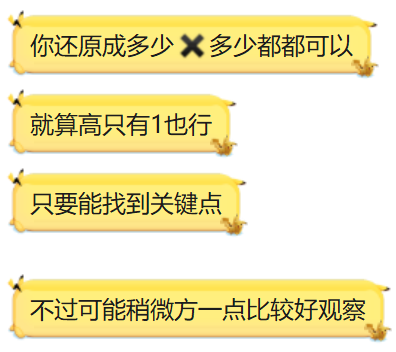 你还原成多少✖多少都都可以
就算高只有1也行
只要能找到关键点
不过可能稍微方一点比较好观察